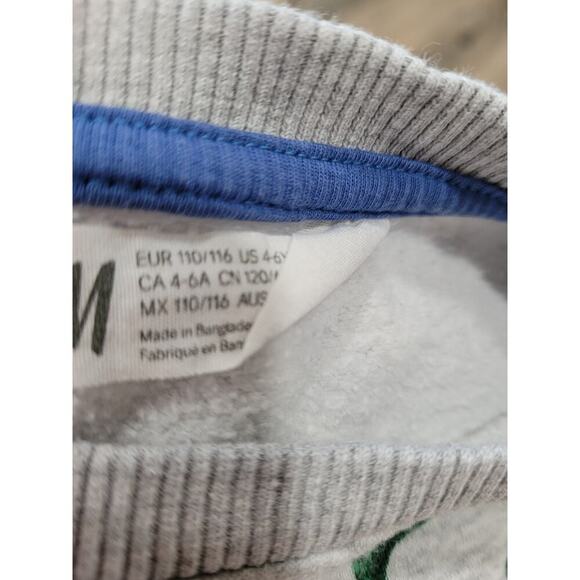 M
EUR 110/116 US 4-6Y
CA 4-6A CN 120/
MX 110/116 AUS
Made in Banglade
Fabriqué en Ban